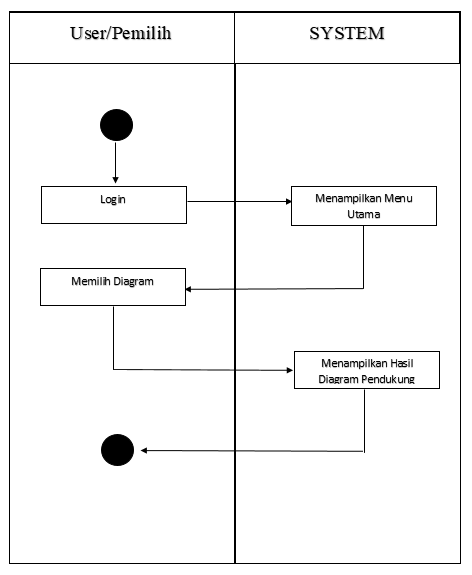 User/Pemilih
SYSTEM
Login
Menampilkan Menu
Utama
Memilih Diagram
Menampilkan Hasil
Diagram Pendukung